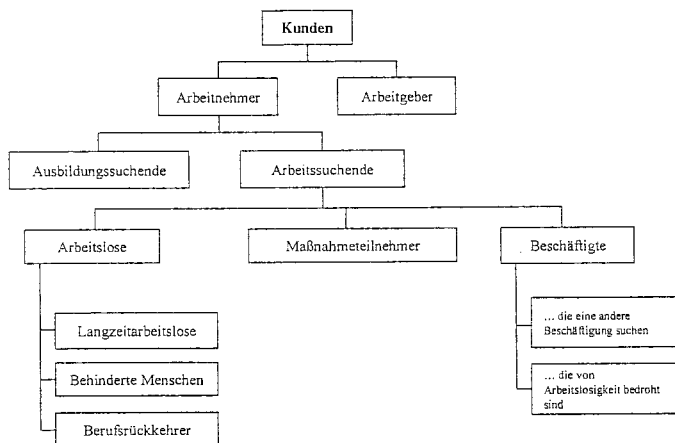 Kunden
Arbeitnehmer
Arbeitgeber
Ausbildungssuchende
Arbeitssuchende
Arbeitslose
Maßnahmeteilnehmer
Beschäftigte
Langzeitarbeitslose
Behinderte Menschen
Berufsrückkehrer
... die eine andere
Beschäftigung suchen
... die von
Arbeitslosigkeit bedroht
sind